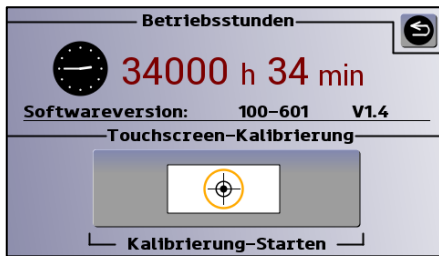 Betriebsstunden
34000 h 34 min
Softwareversion: 100-601 V1.4
Touchscreen-Kalibrierung
Kalibrierung-Starten